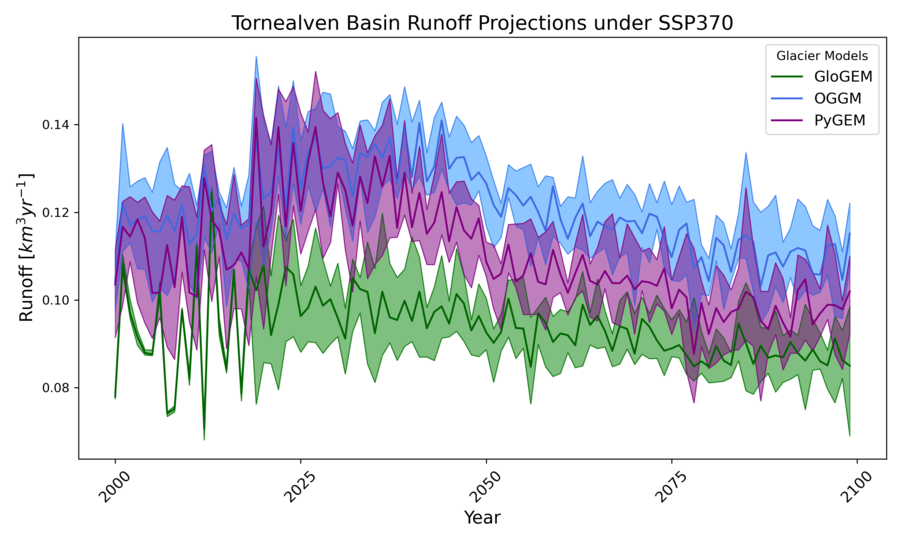 Tornealven Basin Runoff Projections under SSP370
Glacier Models
GloGEM
OGGM
PyGEM
Runoff [km³yr⁻¹]
0.14
0.12
0.10
0.08
2000
2025
2050
2075
2100
Year